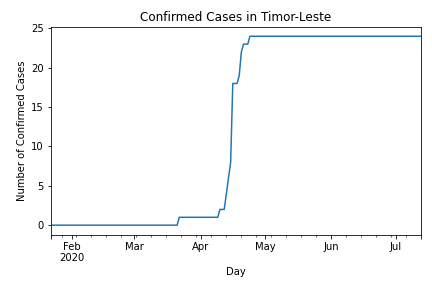 Confirmed Cases in Timor-Leste
Number of Confirmed Cases
25
20
15
10
5
0
Feb Mar Apr May Jun Jul
2020
Day